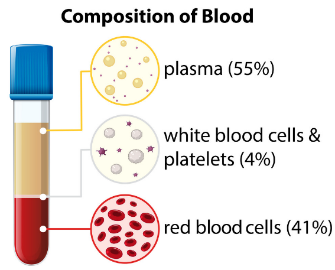 Composition of Blood
plasma (55%)
white blood cells &
platelets (4%)
red blood cells (41%)